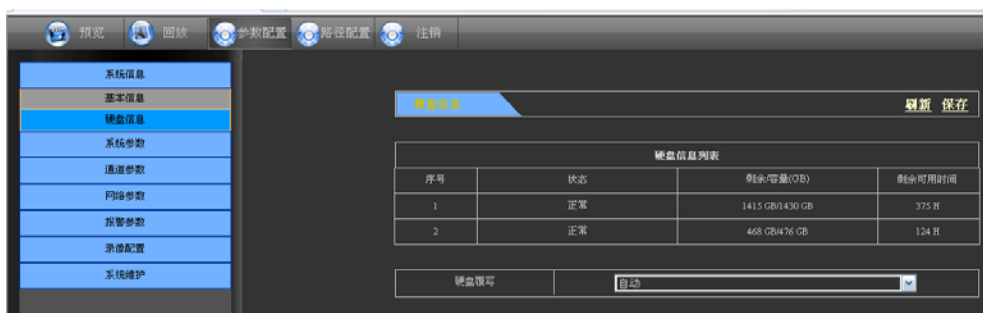 预览 回放 参数配置 路径配置 注销
系统信息
基本信息
硬盘信息
系统参数
通道参数
网络参数
报警参数
录像配置
系统维护
硬盘信息 刷新 保存
硬盘信息列表
序号 状态 剩余/容量(GB) 剩余可用时间
1 正常 1415 GB/1430 GB 375 H
2 正常 468 GB/476 GB 124 H
硬盘覆写 自动